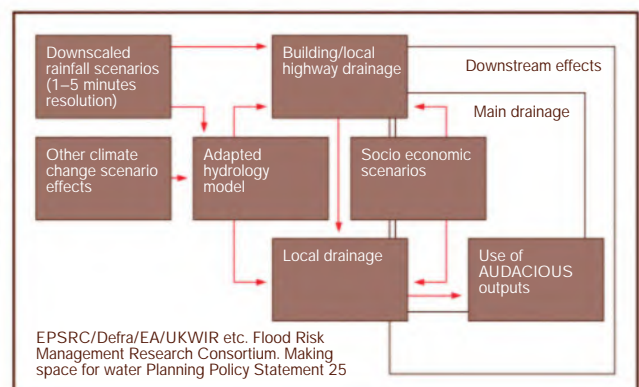 Downscaled
rainfall scenarios
(1–5 minutes
resolution)
Building/local
highway drainage
Downstream effects
Main drainage
Other climate
change scenario
effects
Adapted
hydrology
model
Socio economic
scenarios
Local drainage
Use of
AUDACIOUS
outputs
EPSRC/Defra/EA/UKWIR etc. Flood Risk
Management Research Consortium. Making
space for water Planning Policy Statement 25